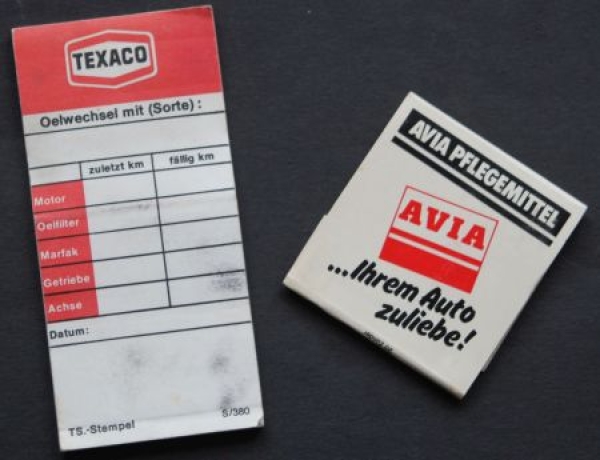 TEXACO
Oelwechsel mit (Sorte) :
zuletzt km fällig km
Motor
Oelfilter
Marfak
Getriebe
Achse
Datum:
TS.-Stempel S/380
AVIA PFLEGEMITTEL
AVIA
...Ihrem Auto
zuliebe!